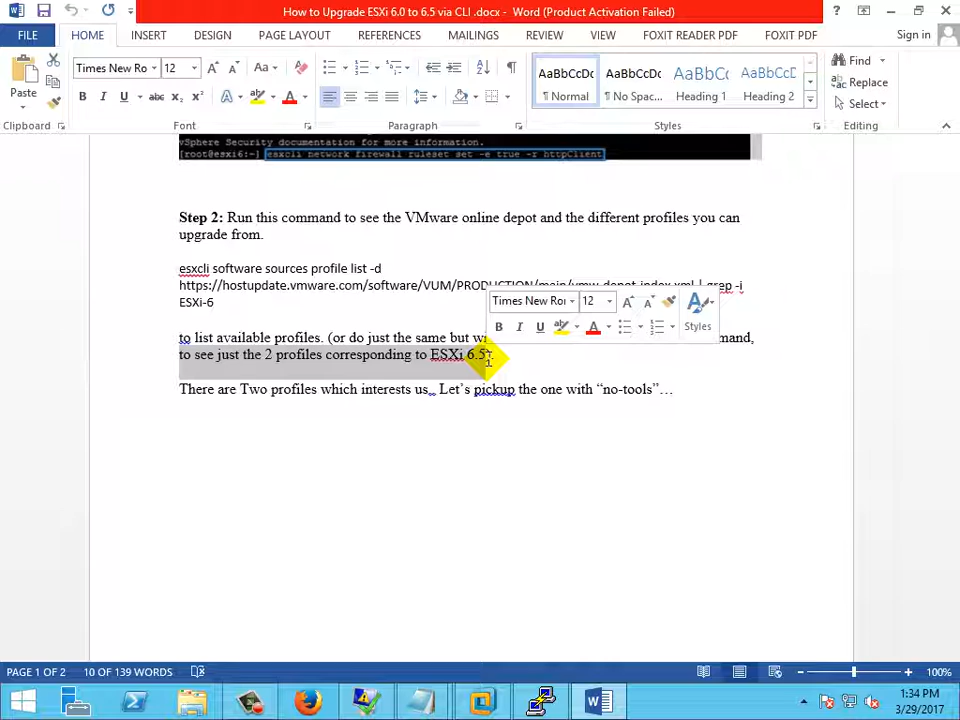 How to Upgrade ESXi 6.0 to 6.5 via CLI .docx - Word (Product Activation Failed)
FILE HOME INSERT DESIGN PAGE LAYOUT REFERENCES MAILINGS REVIEW VIEW FOXIT READER PDF FOXIT PDF Sign in
Paste
Times New Ro 12 Aa
B I U abc X₂ X² A A
AaBbCcDc AaBbCcDc AaBbCc AaBbCcD
¶ Normal ¶ No Spac... Heading 1 Heading 2
Find
Replace
Select
Clipboard Font Paragraph Styles Editing
vSphere Security documentation for more information.
[root@esxi6:~] esxcli network firewall ruleset set -e true -r httpClient
Step 2: Run this command to see the VMware online depot and the different profiles you can
upgrade from.
esxcli software sources profile list -d
https://hostupdate.vmware.com/software/VUM/PRODUCTION/main/vmw-depot-index.xml | grep -i
ESXi-6
Times New Roi 12
B I U A Styles
to list available profiles. (or do just the same but wi mand,
to see just the 2 profiles corresponding to ESXi 6.5).
There are Two profiles which interests us.. Let’s pickup the one with “no-tools”…
PAGE 1 OF 2 10 OF 139 WORDS 100%
1:34 PM
3/29/2017